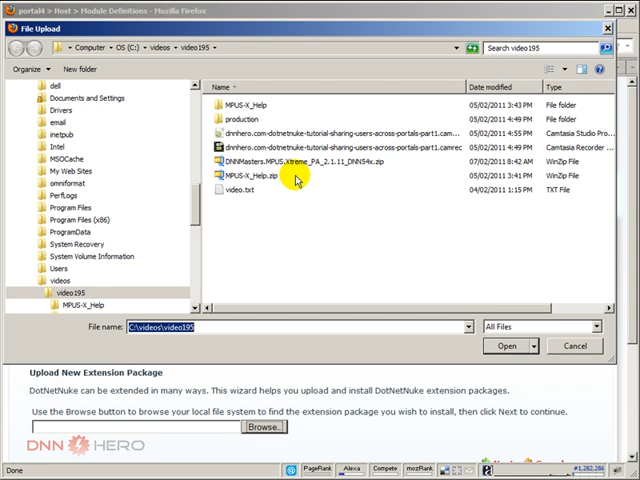 portal4 > Host > Module Definitions - Mozilla Firefox
File Upload
Computer OS (C:) videos video195 Search video195
Organize New folder
Name Date modified Type
dell
Documents and Settings
Drivers
email
inetpub
Intel
MSOCache
My Web Sites
omniformat
PerfLogs
Program Files
Program Files (x86)
ProgramData
System Recovery
System Volume Information
Users
videos
video195
MPUS-X_Help
MPUS-X_Help 05/02/2011 3:43 PM File folder
production 05/02/2011 4:49 PM File folder
dnnhero.com-dotnetnuke-tutorial-sharing-users-across-portals-part1.cam... 05/02/2011 4:49 PM Camtasia Studio Pro...
dnnhero.com-dotnetnuke-tutorial-sharing-users-across-portals-part1.camrec 05/02/2011 4:49 PM Camtasia Recorder ...
DNNMasters.MPUS.Xtreme_PA_2.1.11_DNN54x.zip 07/02/2011 8:42 AM WinZip File
MPUS-X_Help.zip 05/02/2011 3:41 PM WinZip File
video.txt 04/02/2011 1:15 PM TXT File
File name: C:\videos\video195 All Files
Open Cancel
Upload New Extension Package
DotNetNuke can be extended in many ways. This wizard helps you upload and install DotNetNuke extension packages.
Use the Browse button to browse your local file system to find the extension package you wish to install, then click Next to continue.
Browse...
DNN HERO
Done PageRank Alexa Compete mozRank #1,282,286